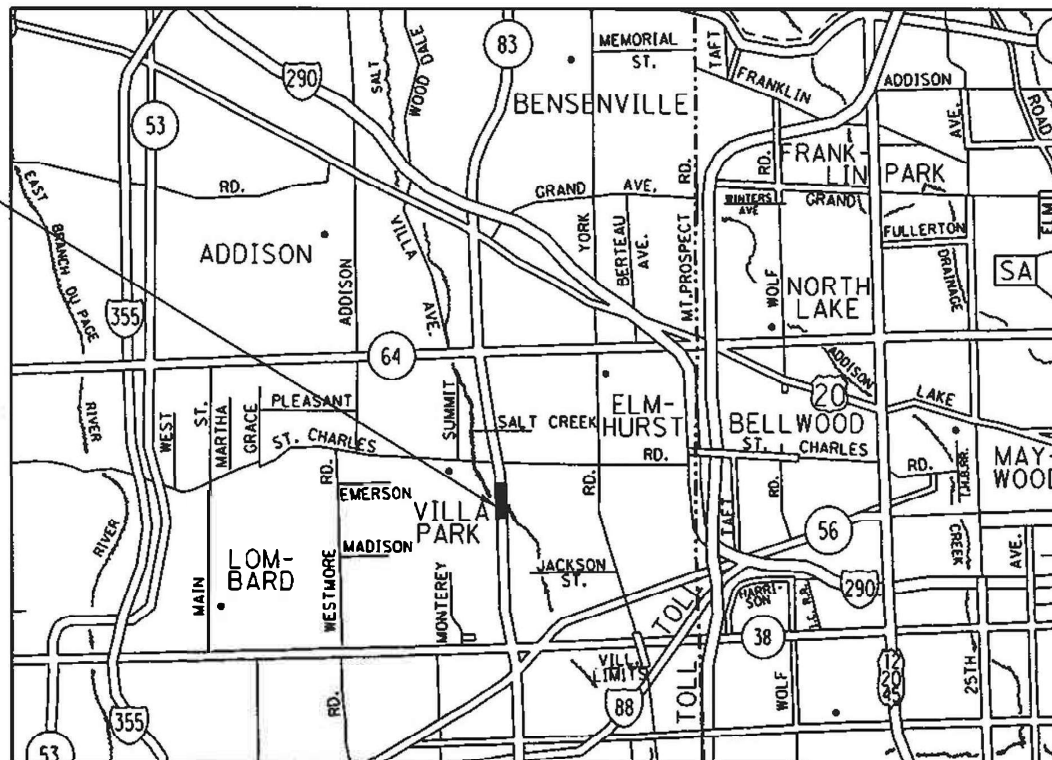 MEMORIAL
ST.
TAFT
FRANKLIN
ADDISON
ROAD
83
290
53
SALT
WOOD DALE
BENSENVILLE
AVE.
FRANK-
LIN PARK
RD.
RD.
RD.
GRAND AVE.
WINTERS
AVE
GRAND
EAST
BRANCH DU PAGE
RIVER
ADDISON
ADDISON
VILLA
AVE.
YORK
BERTEAU
AVE.
MT.PROSPECT
FULLERTON
DRAINAGE
SA
WOLF
NORTH
LAKE
355
64
ADDISON
20
LAKE
WEST
ST.
MARTHA
GRACE
PLEASANT
SUMMIT
SALT CREEK
ELM-
HURST
BELLWOOD
ST. CHARLES
RD.
ST. CHARLES
RD.
MAY-
WOOD
RD.
RD.
RD.
EMERSON
VILLA
PARK
TAFT
56
RIVER
MADISON
LOM-
BARD
MAIN
WESTMORE
MONTEREY
JACKSON
ST.
CREEK
AVE.
HARRI-
SON
290
TOLL
38
VILL.
LIMITS
88
TOLL
WOLF
12
20
45
25TH
RD.
355
53